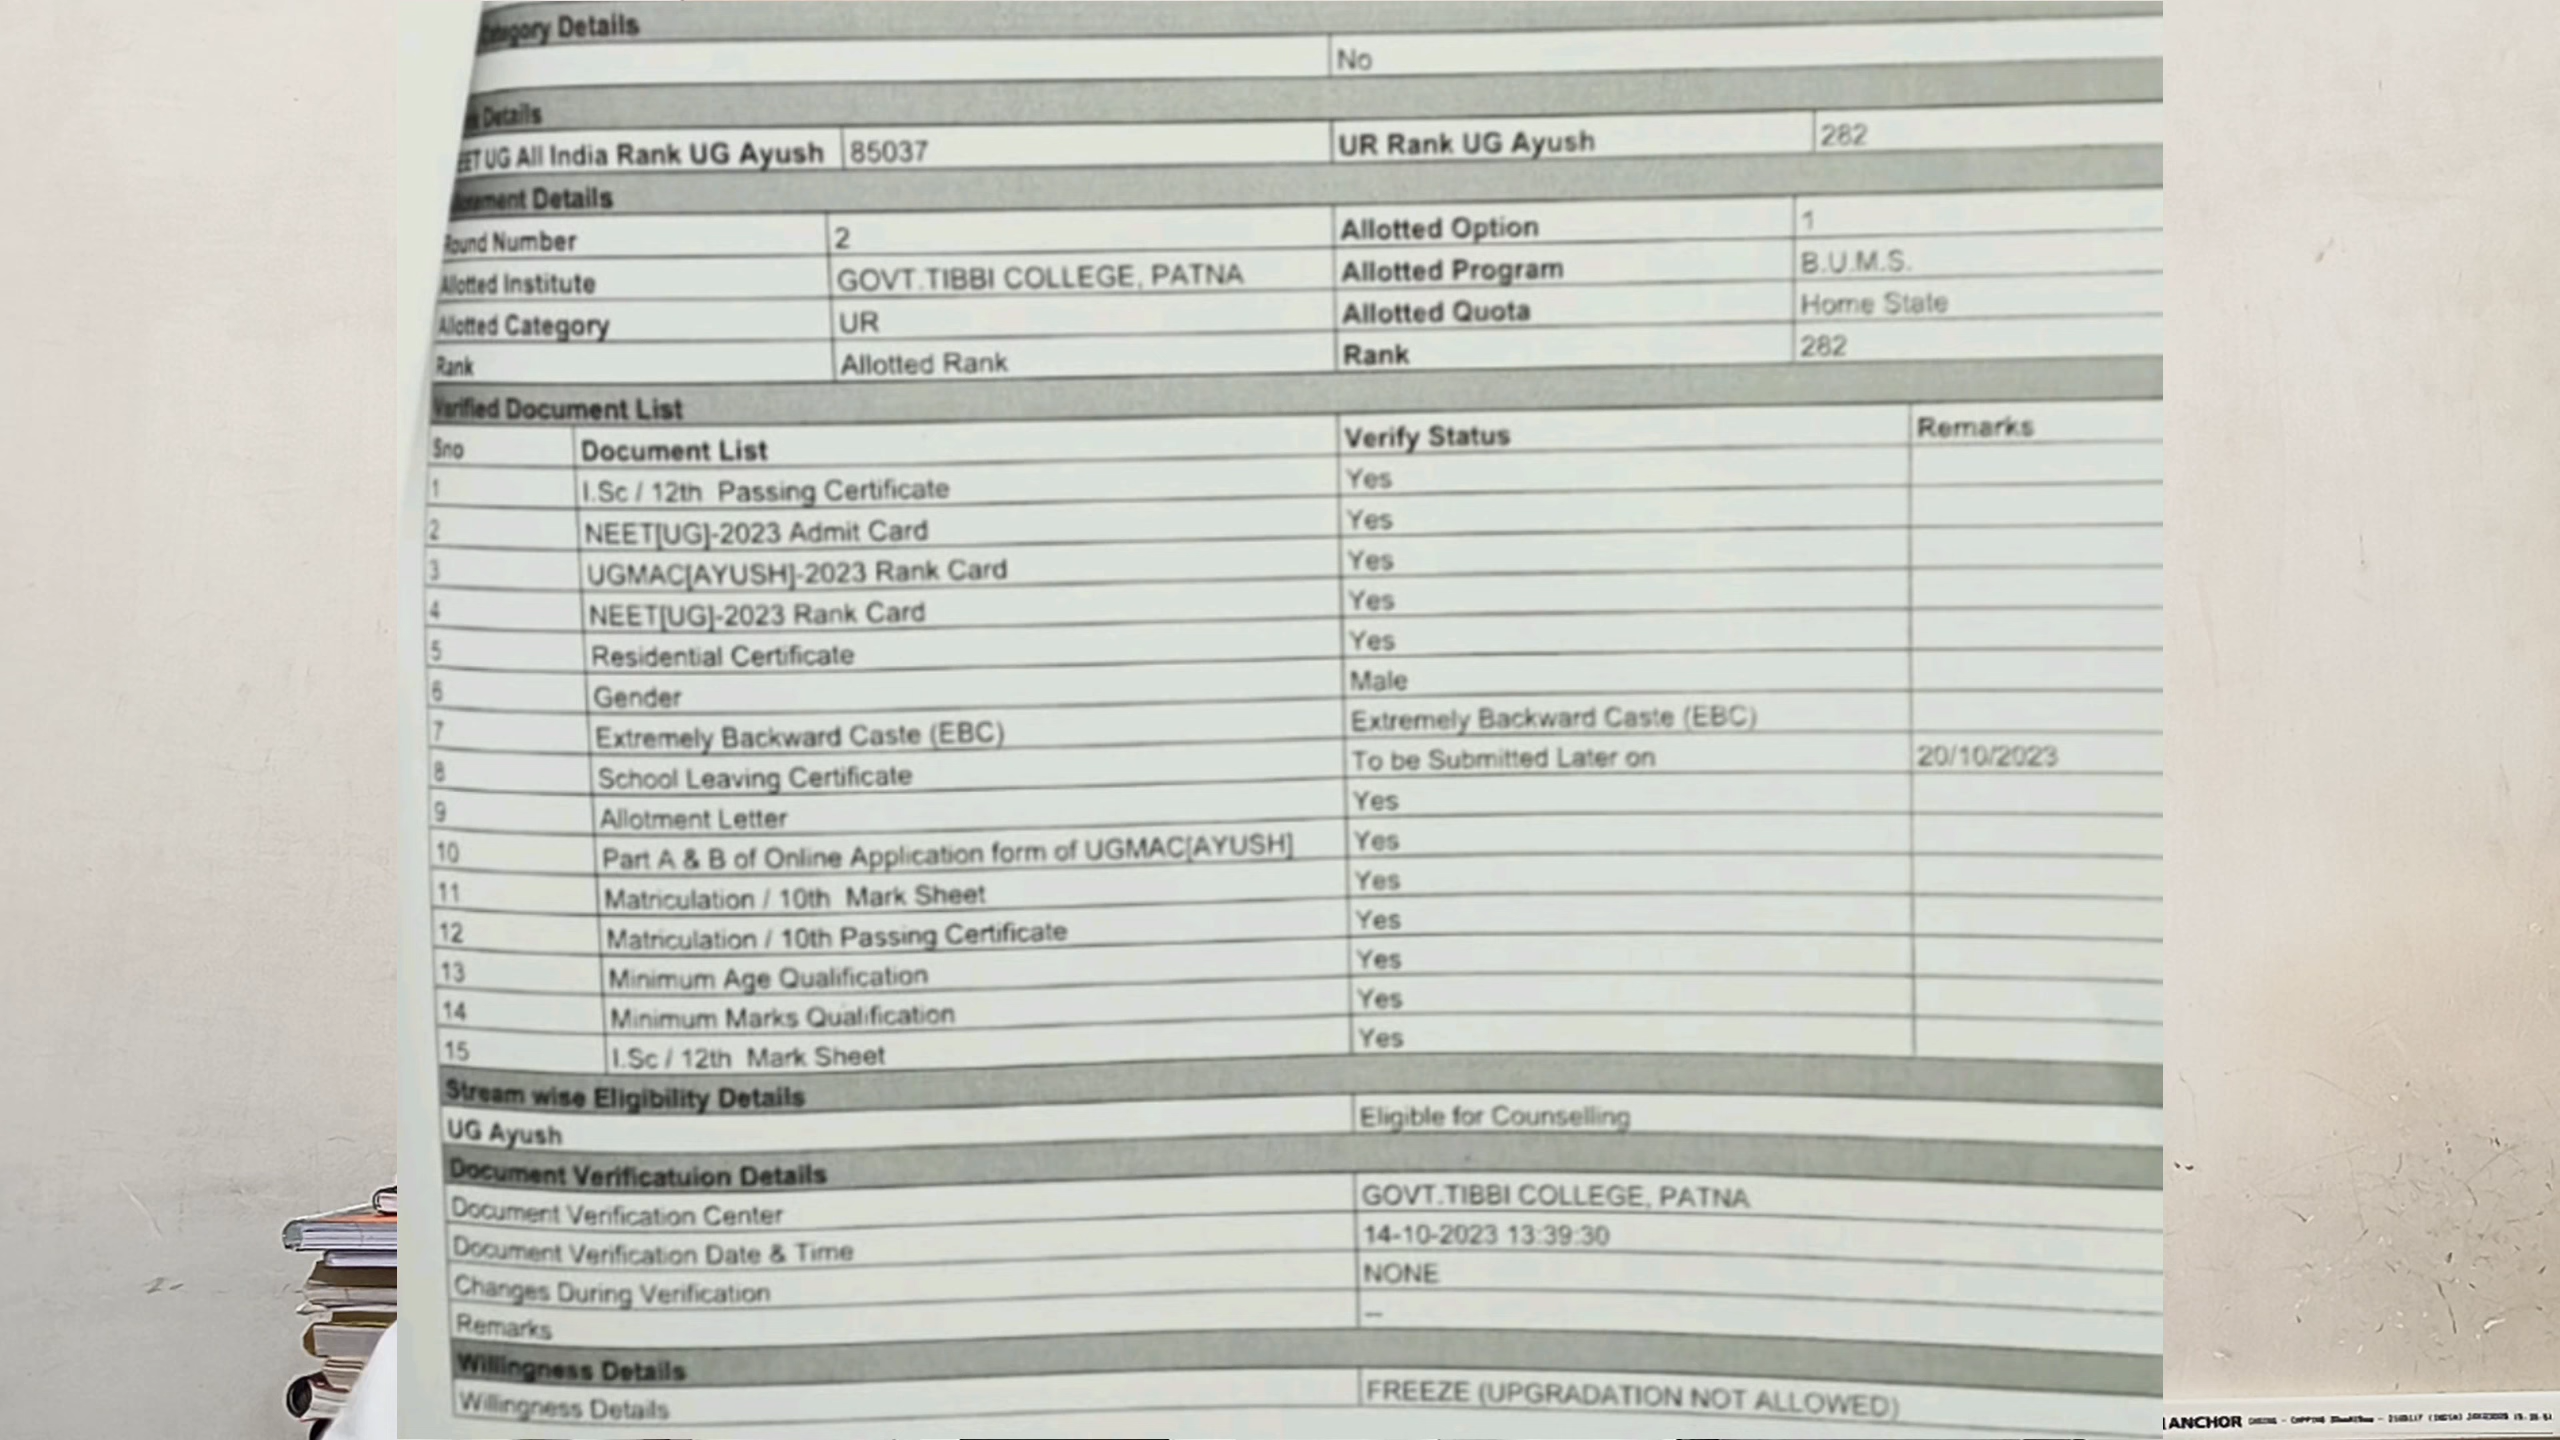 Category Details
No
Details
UG All India Rank UG Ayush 85037 UR Rank UG Ayush 282
Details
Round Number 2 Allotted Option 1
Allotted Institute GOVT.TIBBI COLLEGE, PATNA Allotted Program B.U.M.S.
Allotted Category UR Allotted Quota Home State
Rank Allotted Rank Rank 282
Verified Document List
Sno Document List Verify Status Remarks
1 I.Sc / 12th Passing Certificate Yes
2 NEET[UG]-2023 Admit Card Yes
3 UGMAC[AYUSH]-2023 Rank Card Yes
4 NEET[UG]-2023 Rank Card Yes
5 Residential Certificate Yes
6 Gender Male
7 Extremely Backward Caste (EBC) Extremely Backward Caste (EBC)
8 School Leaving Certificate To be Submitted Later on 20/10/2023
9 Allotment Letter Yes
10 Part A & B of Online Application form of UGMAC[AYUSH] Yes
11 Matriculation / 10th Mark Sheet Yes
12 Matriculation / 10th Passing Certificate Yes
13 Minimum Age Qualification Yes
14 Minimum Marks Qualification Yes
15 I.Sc / 12th Mark Sheet Yes
Stream wise Eligibility Details
UG Ayush Eligible for Counselling
Document Verificatuion Details
Document Verification Center GOVT.TIBBI COLLEGE, PATNA
Document Verification Date & Time 14-10-2023 13:39:30
Changes During Verification NONE
Remarks --
Willingness Details
Willingness Details FREEZE (UPGRADATION NOT ALLOWED)
ANCHOR